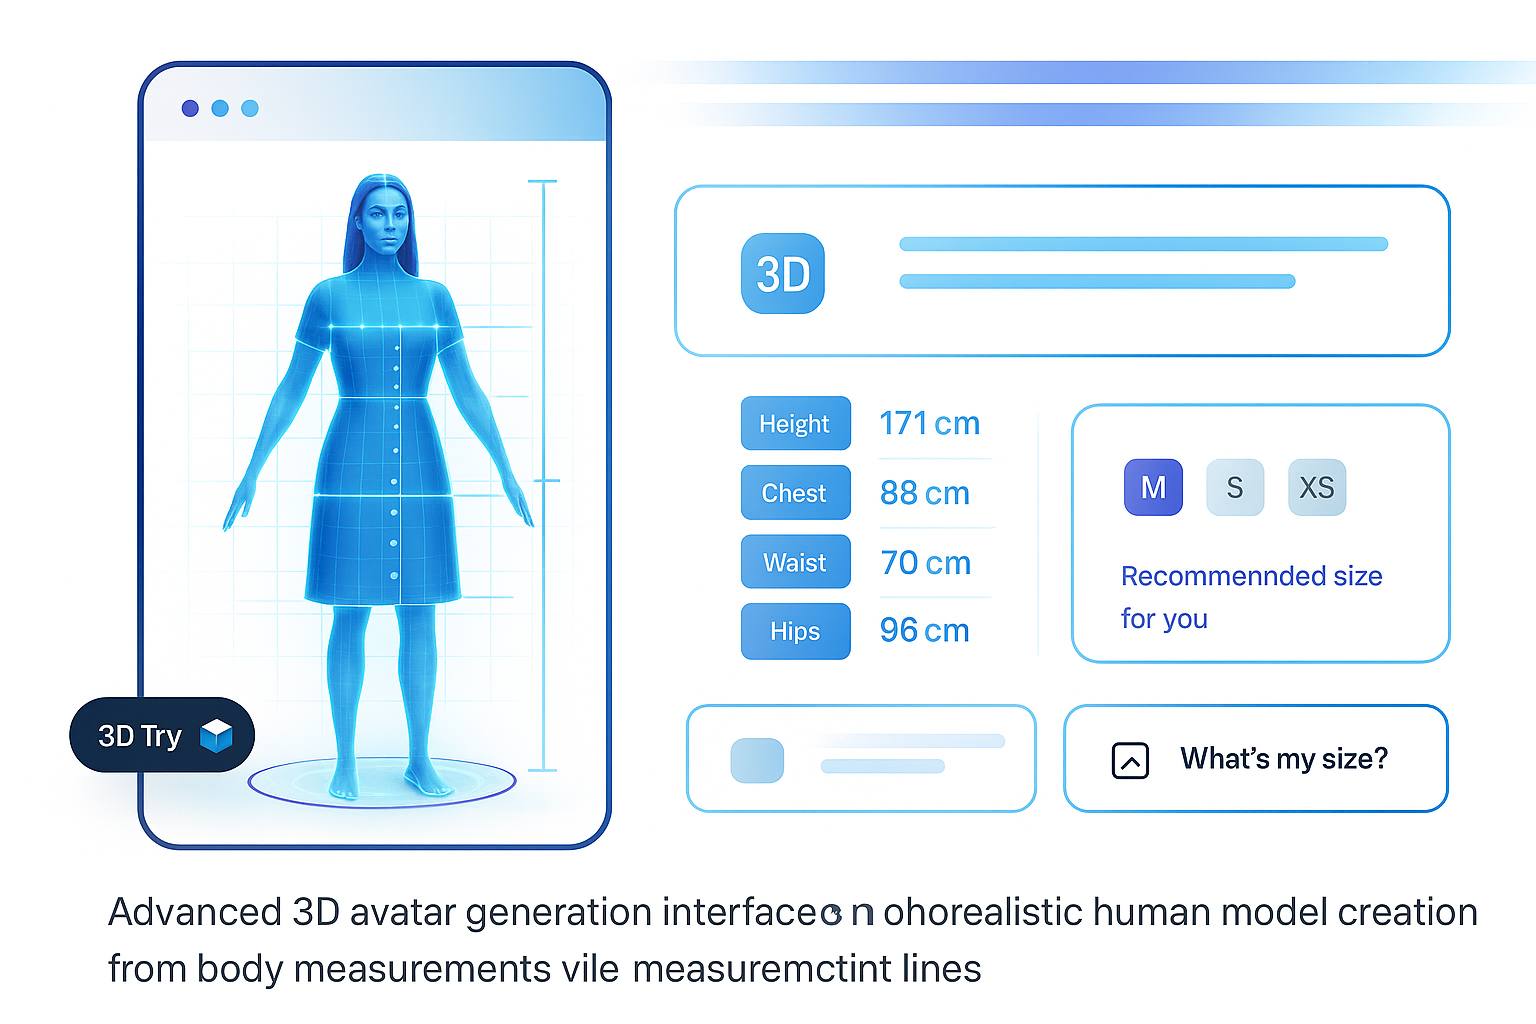 3D
Height 171 cm
Chest 88 cm
Waist 70 cm
Hips 96 cm
M S XS
Recommennded size
for you
3D Try
What's my size?
Advanced 3D avatar generation interface ohorealistic human model creation
from body measurements vile measuremctint lines